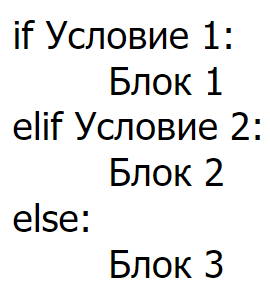 if Условие 1:
Блок 1
elif Условие 2:
Блок 2
else:
Блок 3